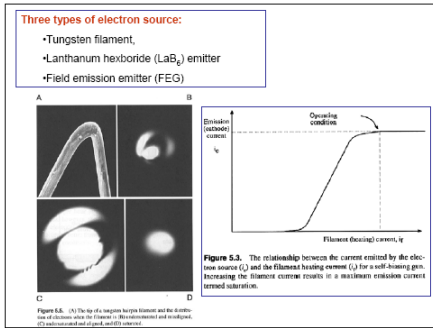 Three types of electron source:
•Tungsten filament,
•Lanthanum hexboride (LaB6) emitter
•Field emission emitter (FEG)
A
B
C
D
Figure 5.5. (A) The tip of a tungsten hairpin filament and the distribu-
tion of electrons when the filament is (B) undersaturated and misaligned,
(C) undersaturated and aligned, and (D) saturated.
Emission
(cathode)
current
Operating
condition
Filament (heating) current, if
Figure 5.3. The relationship between the current emitted by the elec-
tron source (ie) and the filament heating current (if) for a self-biasing gun.
Increasing the filament current results in a maximum emission current
termed saturation.